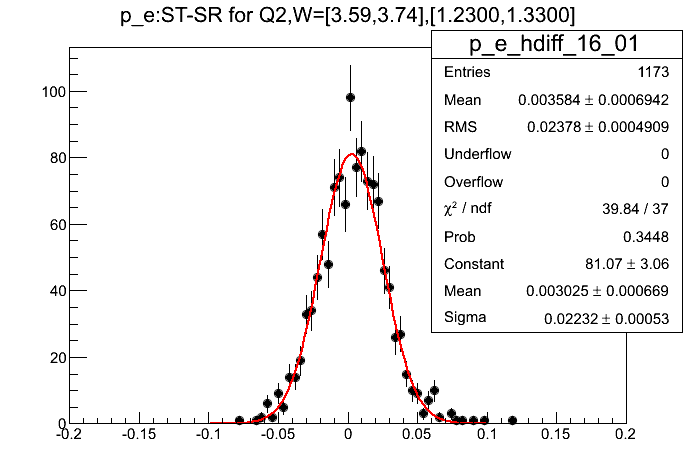 p_e:ST-SR for Q2,W=[3.59,3.74],[1.2300,1.3300]
p_e_hdiff_16_01
Entries 1173
Mean 0.003584 ± 0.0006942
RMS 0.02378 ± 0.0004909
Underflow 0
Overflow 0
χ² / ndf 39.84 / 37
Prob 0.3448
Constant 81.07 ± 3.06
Mean 0.003025 ± 0.000669
Sigma 0.02232 ± 0.00053
100
80
60
40
20
0
-0.2 -0.15 -0.1 -0.05 0 0.05 0.1 0.15 0.2